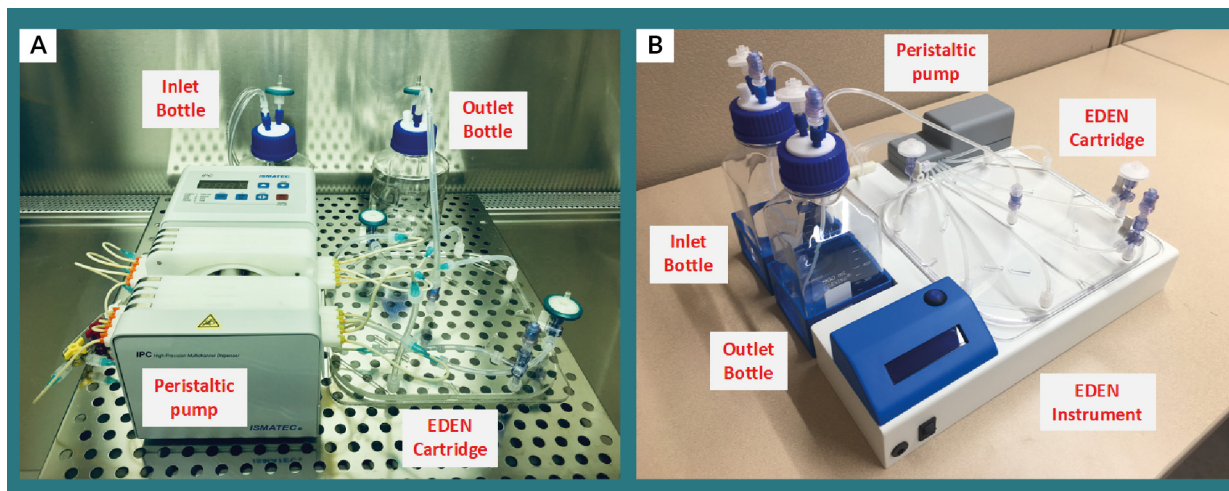 A
Inlet
Bottle
Outlet
Bottle
IPC
ISMATEC
IPC High-Precision Multichannel Dispenser
Peristaltic
pump
ISMATEC®
EDEN
Cartridge
B
Peristaltic
pump
EDEN
Cartridge
Inlet
Bottle
Outlet
Bottle
EDEN
Instrument